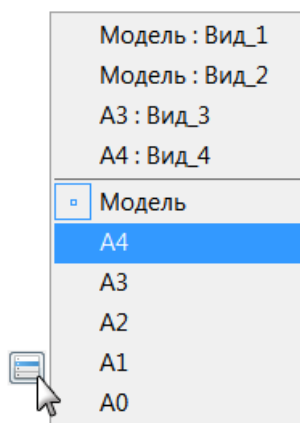 Модель : Вид_1
Модель : Вид_2
А3 : Вид_3
А4 : Вид_4
Модель
А4
А3
А2
А1
А0